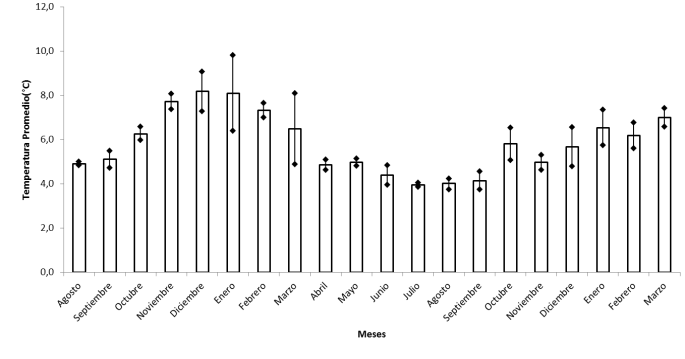 12,0
10,0
8,0
6,0
4,0
2,0
0,0
Temperatura Promedio(°C)
Agosto
Septiembre
Octubre
Noviembre
Diciembre
Enero
Febrero
Marzo
Abril
Mayo
Junio
Julio
Agosto
Septiembre
Octubre
Noviembre
Diciembre
Enero
Febrero
Marzo
Meses